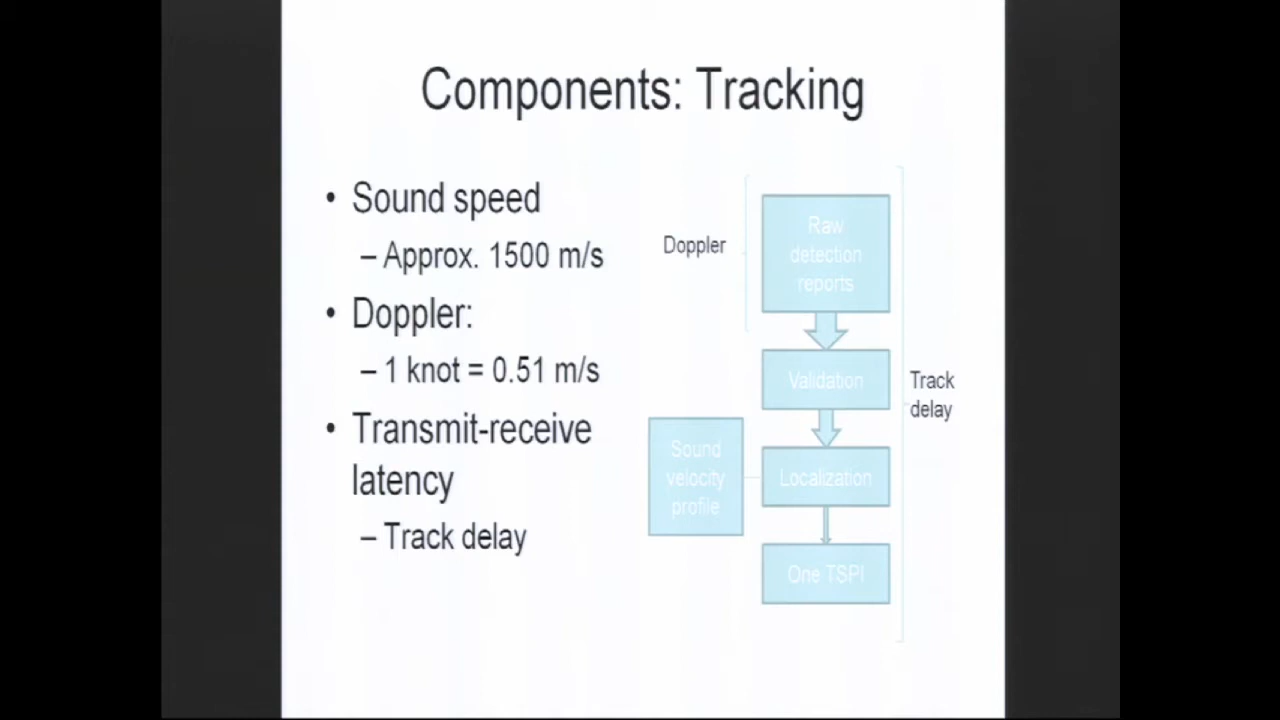 Components: Tracking
• Sound speed
– Approx. 1500 m/s
• Doppler:
– 1 knot = 0.51 m/s
• Transmit-receive
latency
– Track delay
Doppler
Raw
detection
reports
Validation
Track
delay
Sound
velocity
profile
Localization
One TSPI